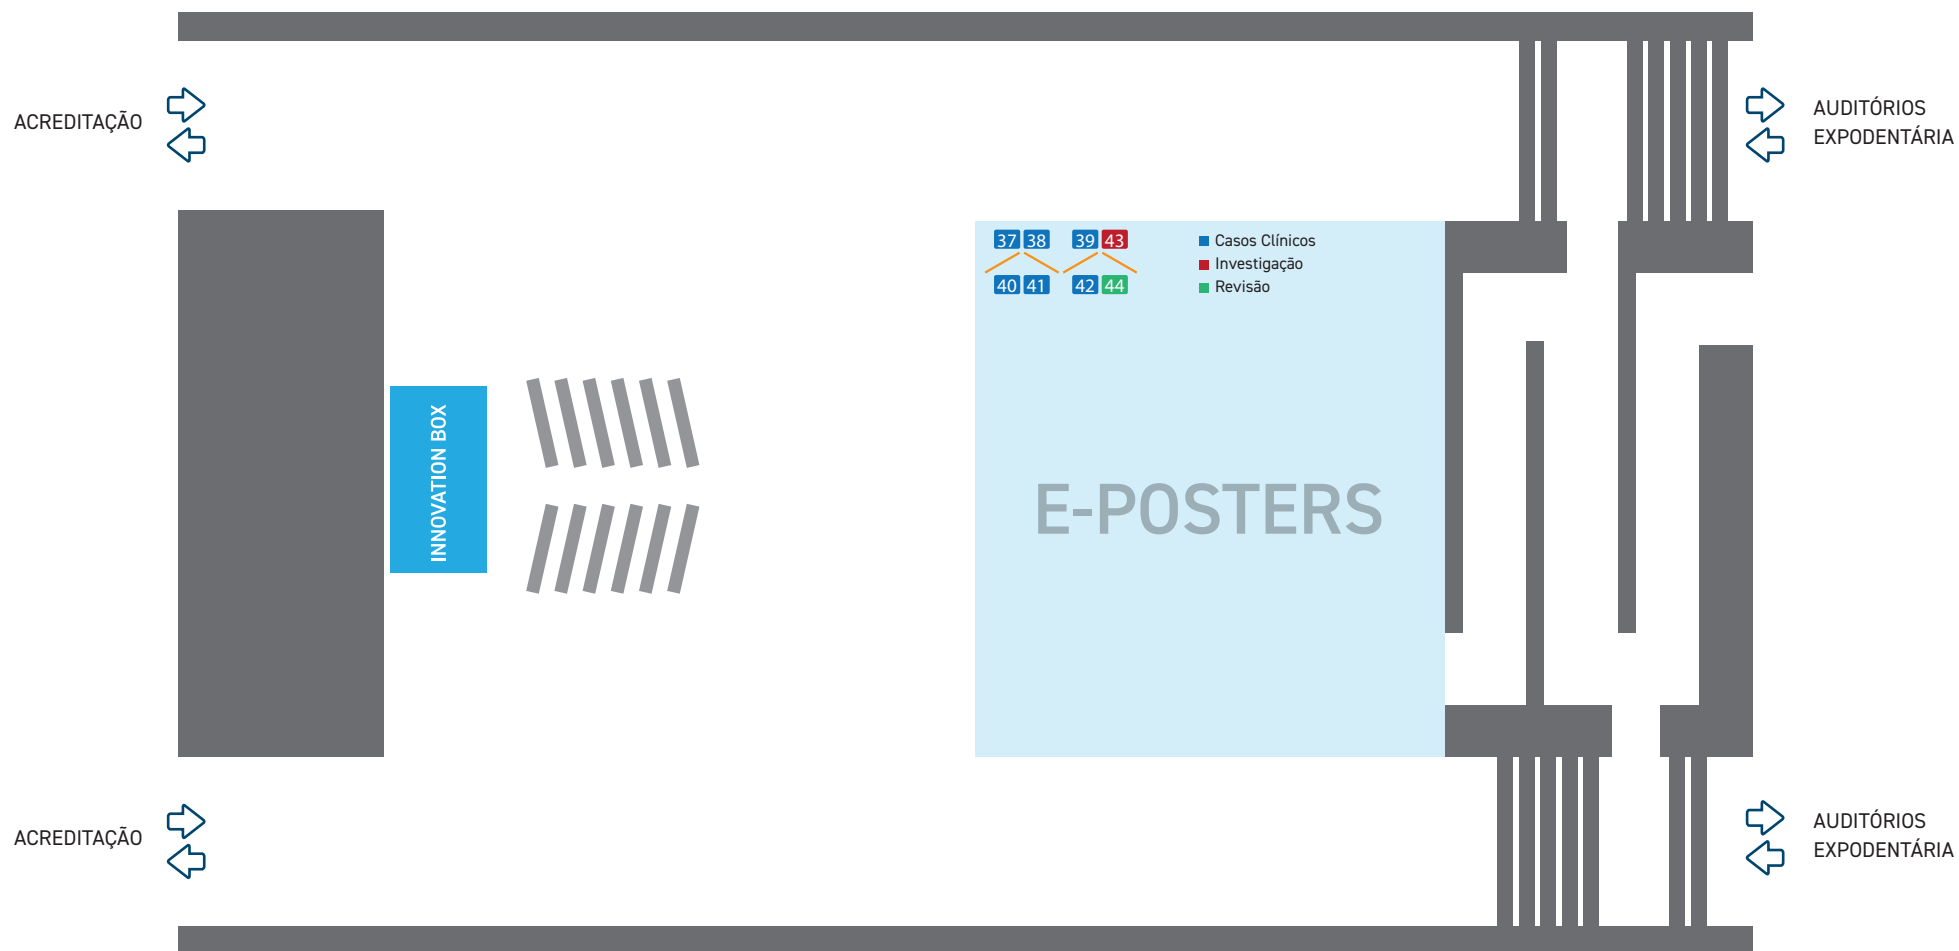 ACREDITAÇÃO
AUDITÓRIOS
EXPODENTÁRIA
37 38 39 43
40 41 42 44
Casos Clínicos
Investigação
Revisão
INNOVATION BOX
E-POSTERS
ACREDITAÇÃO
AUDITÓRIOS
EXPODENTÁRIA